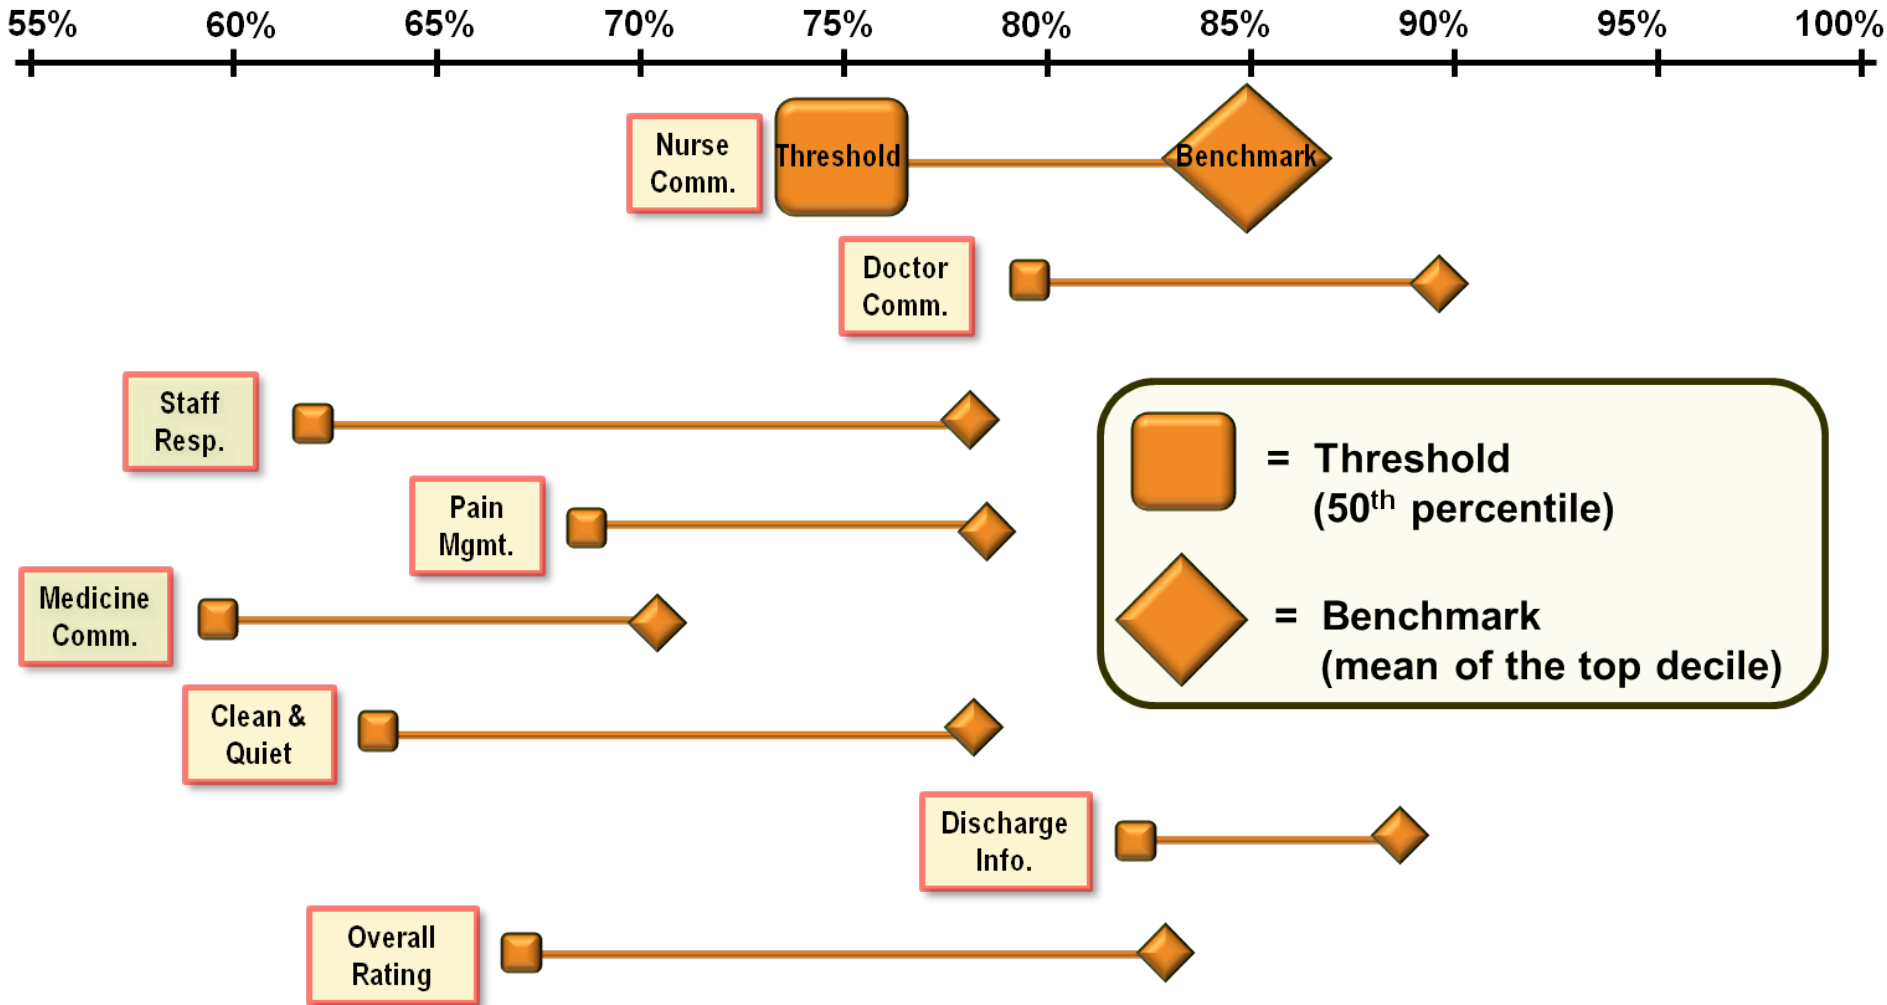 55% 60% 65% 70% 75% 80% 85% 90% 95% 100%
Nurse
Comm.
Threshold
Benchmark
Doctor
Comm.
Staff
Resp.
= Threshold
(50th percentile)
Pain
Mgmt.
Medicine
Comm.
= Benchmark
(mean of the top decile)
Clean &
Quiet
Discharge
Info.
Overall
Rating